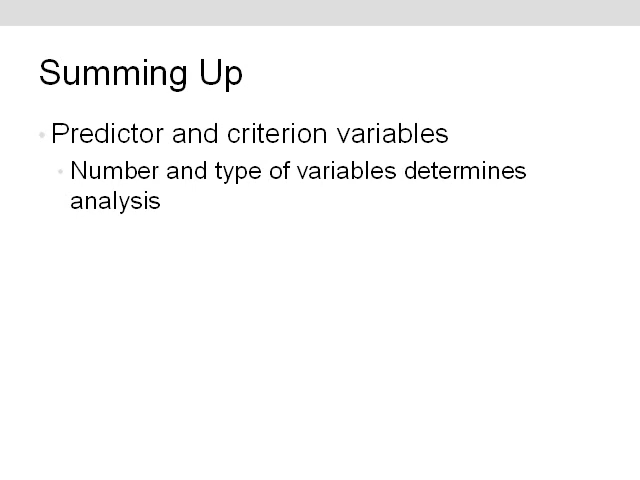 Summing Up
• Predictor and criterion variables
• Number and type of variables determines
analysis